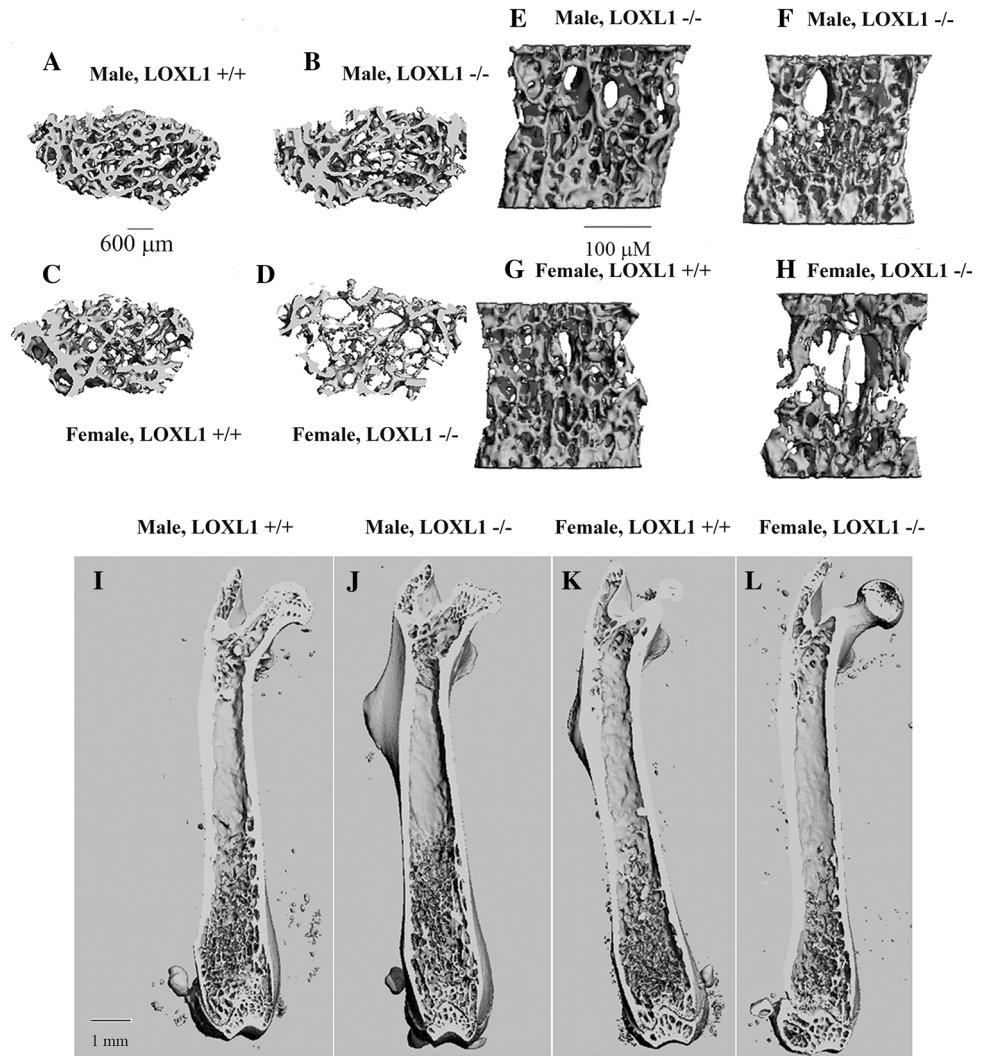 A
Male, LOXL1 +/+
B
Male, LOXL1 -/-
E
Male, LOXL1 -/-
F
Male, LOXL1 -/-
600 μm
100 μM
C
D
G
Female, LOXL1 +/+
H
Female, LOXL1 -/-
Female, LOXL1 +/+
Female, LOXL1 -/-
Male, LOXL1 +/+
Male, LOXL1 -/-
Female, LOXL1 +/+
Female, LOXL1 -/-
I
J
K
L
1 mm